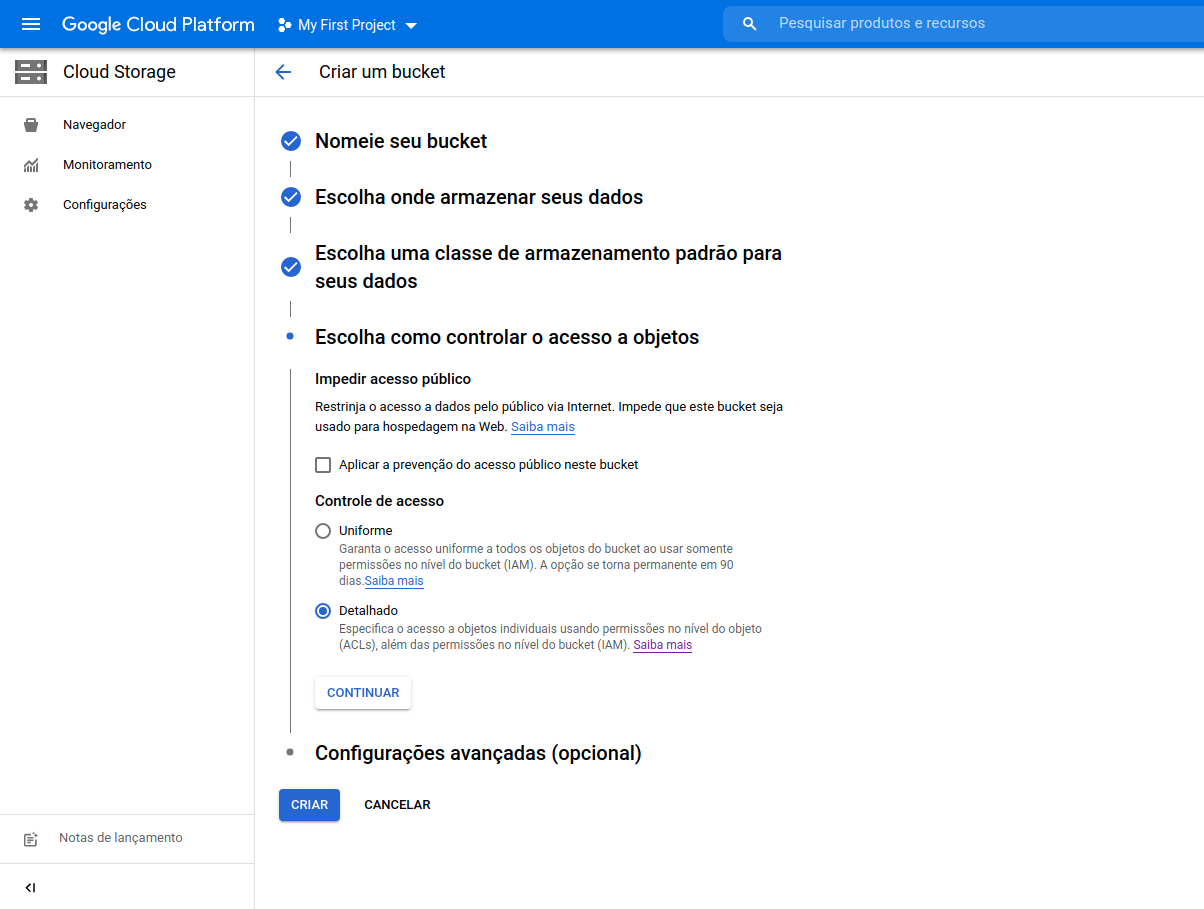 Google Cloud Platform
My First Project
Pesquisar produtos e recursos
Cloud Storage
Criar um bucket
Navegador
Monitoramento
Configurações
Nomeie seu bucket
Escolha onde armazenar seus dados
Escolha uma classe de armazenamento padrão para
seus dados
Escolha como controlar o acesso a objetos
Impedir acesso público
Restrinja o acesso a dados pelo público via Internet. Impede que este bucket seja
usado para hospedagem na Web. Saiba mais
Aplicar a prevenção do acesso público neste bucket
Controle de acesso
Uniforme
Garanta o acesso uniforme a todos os objetos do bucket ao usar somente
permissões no nível do bucket (IAM). A opção se torna permanente em 90
dias.Saiba mais
Detalhado
Especifica o acesso a objetos individuais usando permissões no nível do objeto
(ACLs), além das permissões no nível do bucket (IAM). Saiba mais
CONTINUAR
Configurações avançadas (opcional)
CRIAR
CANCELAR
Notas de lançamento